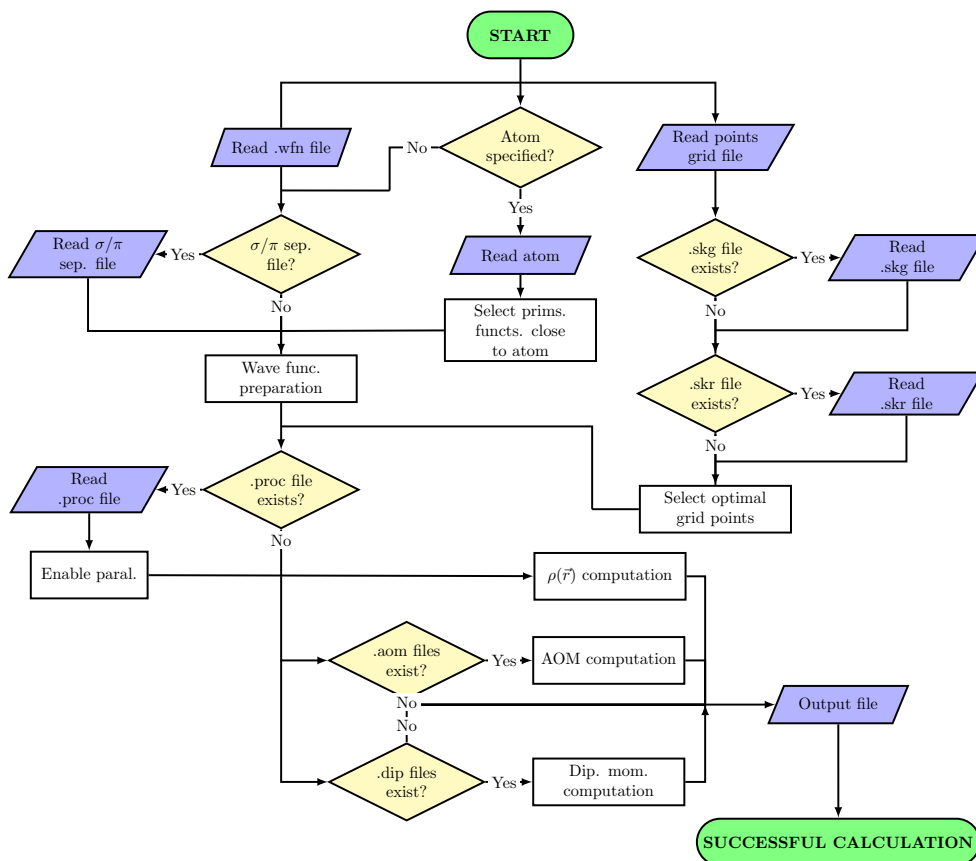 START
Read .wfn file
No
Atom
specified?
Read points
grid file
Yes
Read σ/π
sep. file
Yes
σ/π sep.
file?
Read atom
.skg file
exists?
Yes
Read
.skg file
No
Select prims.
functs. close
to atom
No
Wave func.
preparation
.skr file
exists?
Yes
Read
.skr file
No
Read
.proc file
Yes
.proc file
exists?
Select optimal
grid points
No
Enable paral.
ρ(r⃗) computation
.aom files
exist?
Yes
AOM computation
No
Output file
No
.dip files
exist?
Yes
Dip. mom.
computation
SUCCESSFUL CALCULATION